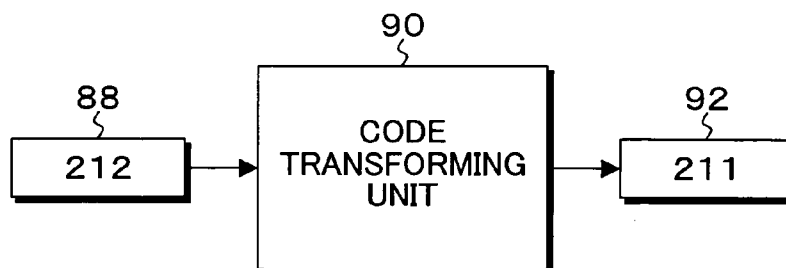 90
88
92
212
CODE
TRANSFORMING
UNIT
211